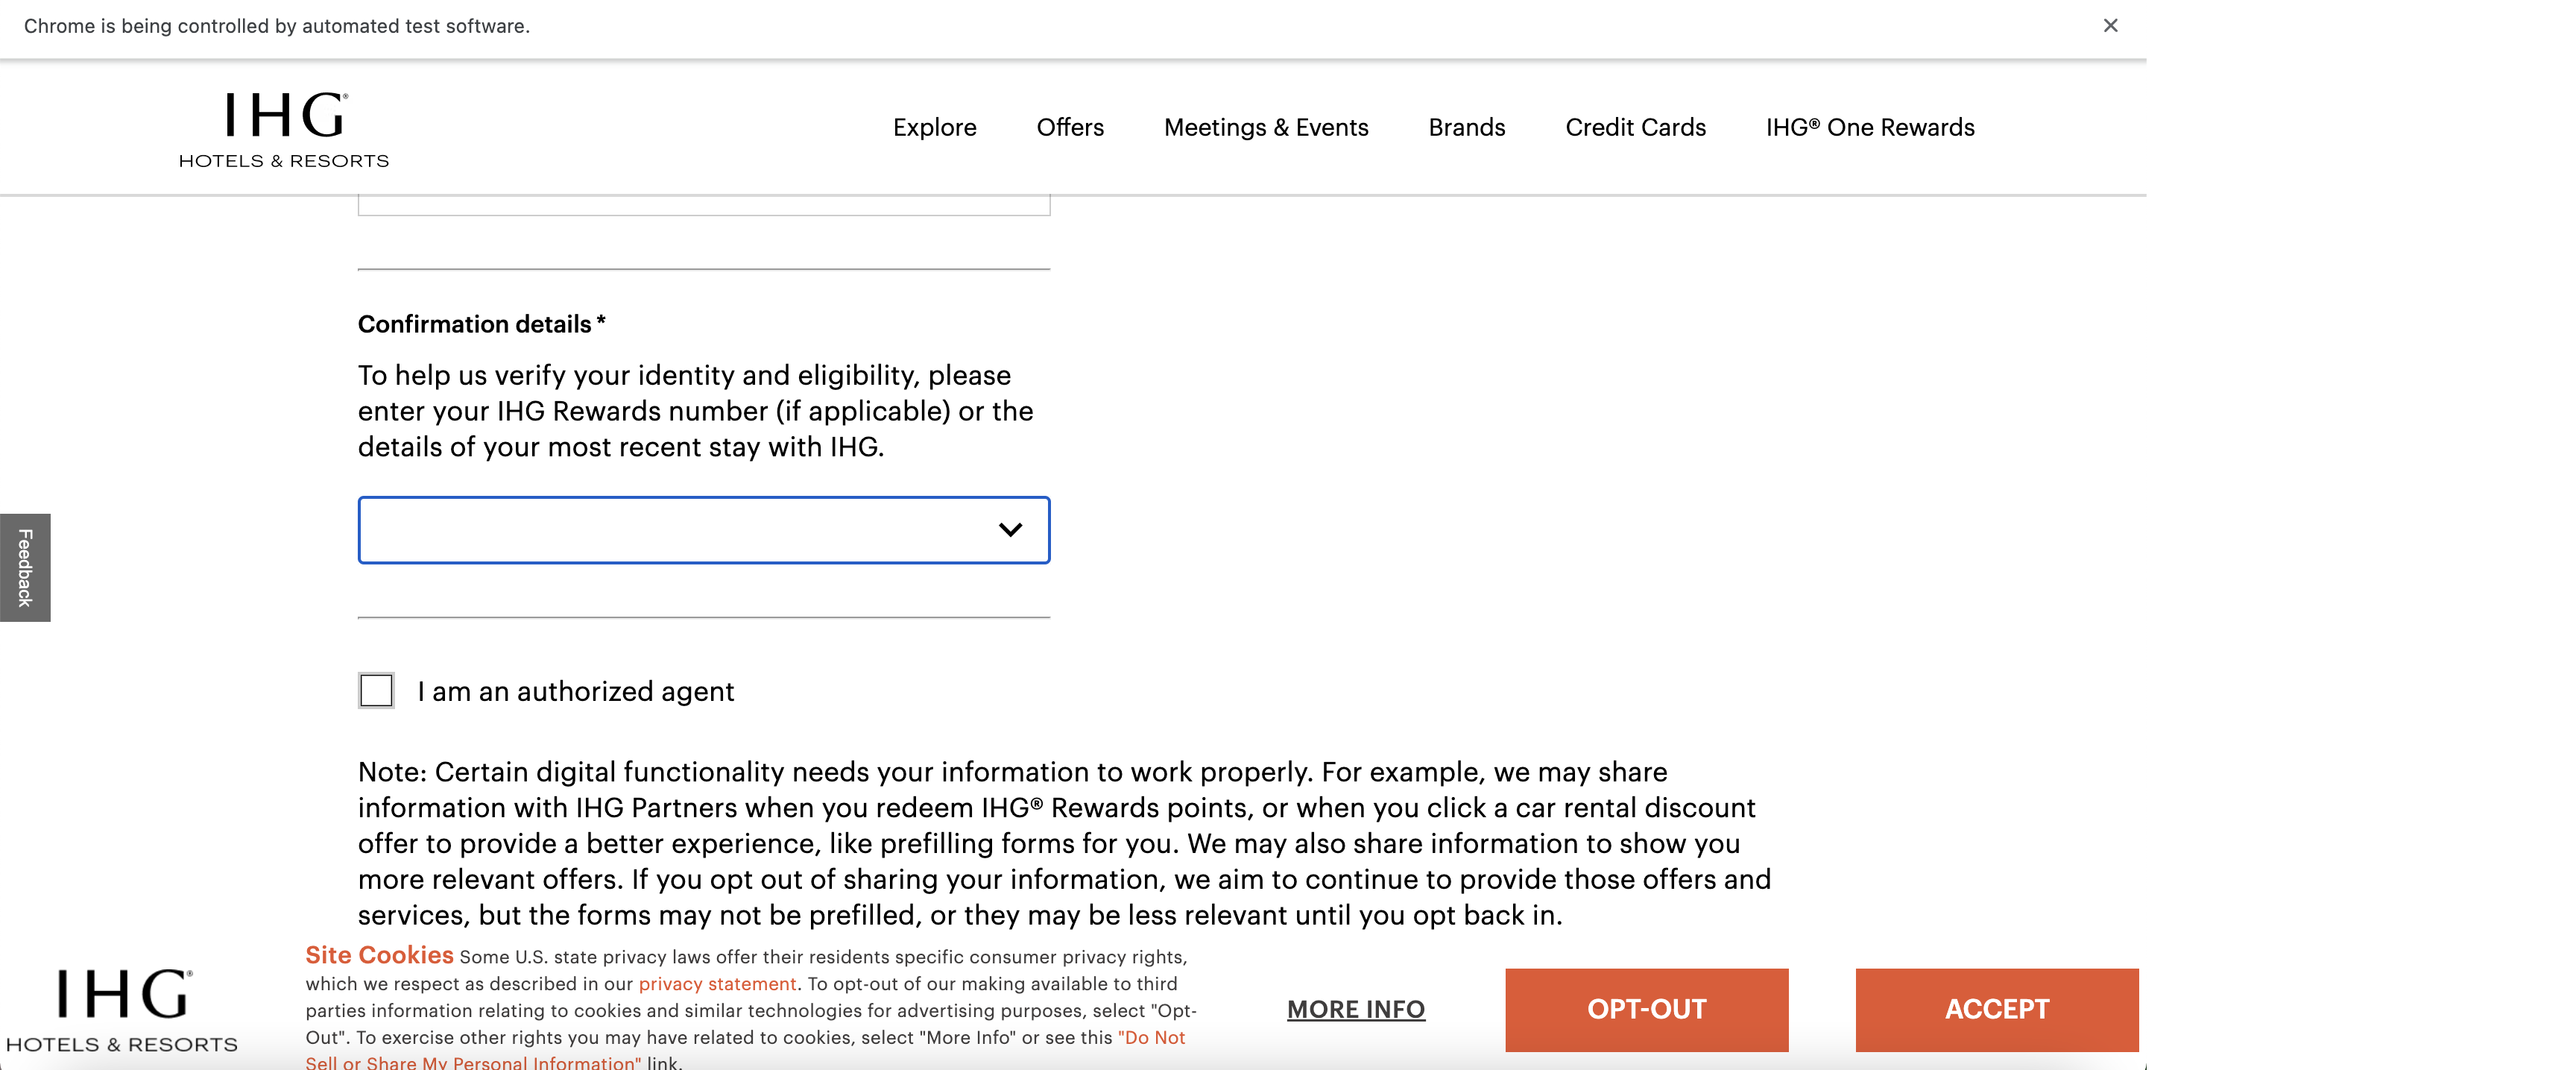 Chrome is being controlled by automated test software.
IHG®
HOTELS & RESORTS
Explore
Offers
Meetings & Events
Brands
Credit Cards
IHG® One Rewards
Confirmation details *
To help us verify your identity and eligibility, please
enter your IHG Rewards number (if applicable) or the
details of your most recent stay with IHG.
Feedback
I am an authorized agent
Note: Certain digital functionality needs your information to work properly. For example, we may share
information with IHG Partners when you redeem IHG® Rewards points, or when you click a car rental discount
offer to provide a better experience, like prefilling forms for you. We may also share information to show you
more relevant offers. If you opt out of sharing your information, we aim to continue to provide those offers and
services, but the forms may not be prefilled, or they may be less relevant until you opt back in.
IHG®
HOTELS & RESORTS
Site Cookies Some U.S. state privacy laws offer their residents specific consumer privacy rights,
which we respect as described in our privacy statement. To opt-out of our making available to third
parties information relating to cookies and similar technologies for advertising purposes, select "Opt-
Out". To exercise other rights you may have related to cookies, select "More Info" or see this "Do Not
Sell or Share My Personal Information" link.
MORE INFO
OPT-OUT
ACCEPT